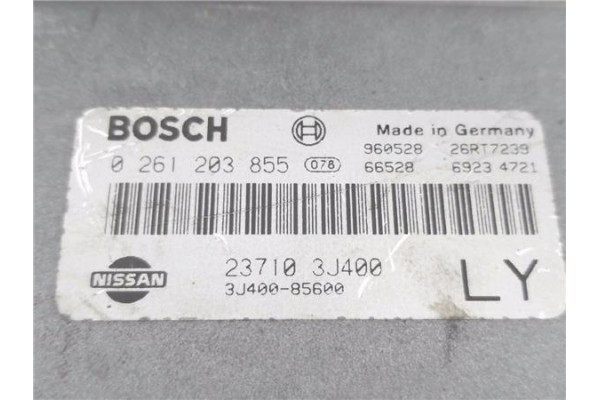 BOSCH Made in Germany
960528 26RT7239
0 261 203 855 078 66528 6923 4721
23710 3J400
NISSAN 3J400-85600 LY